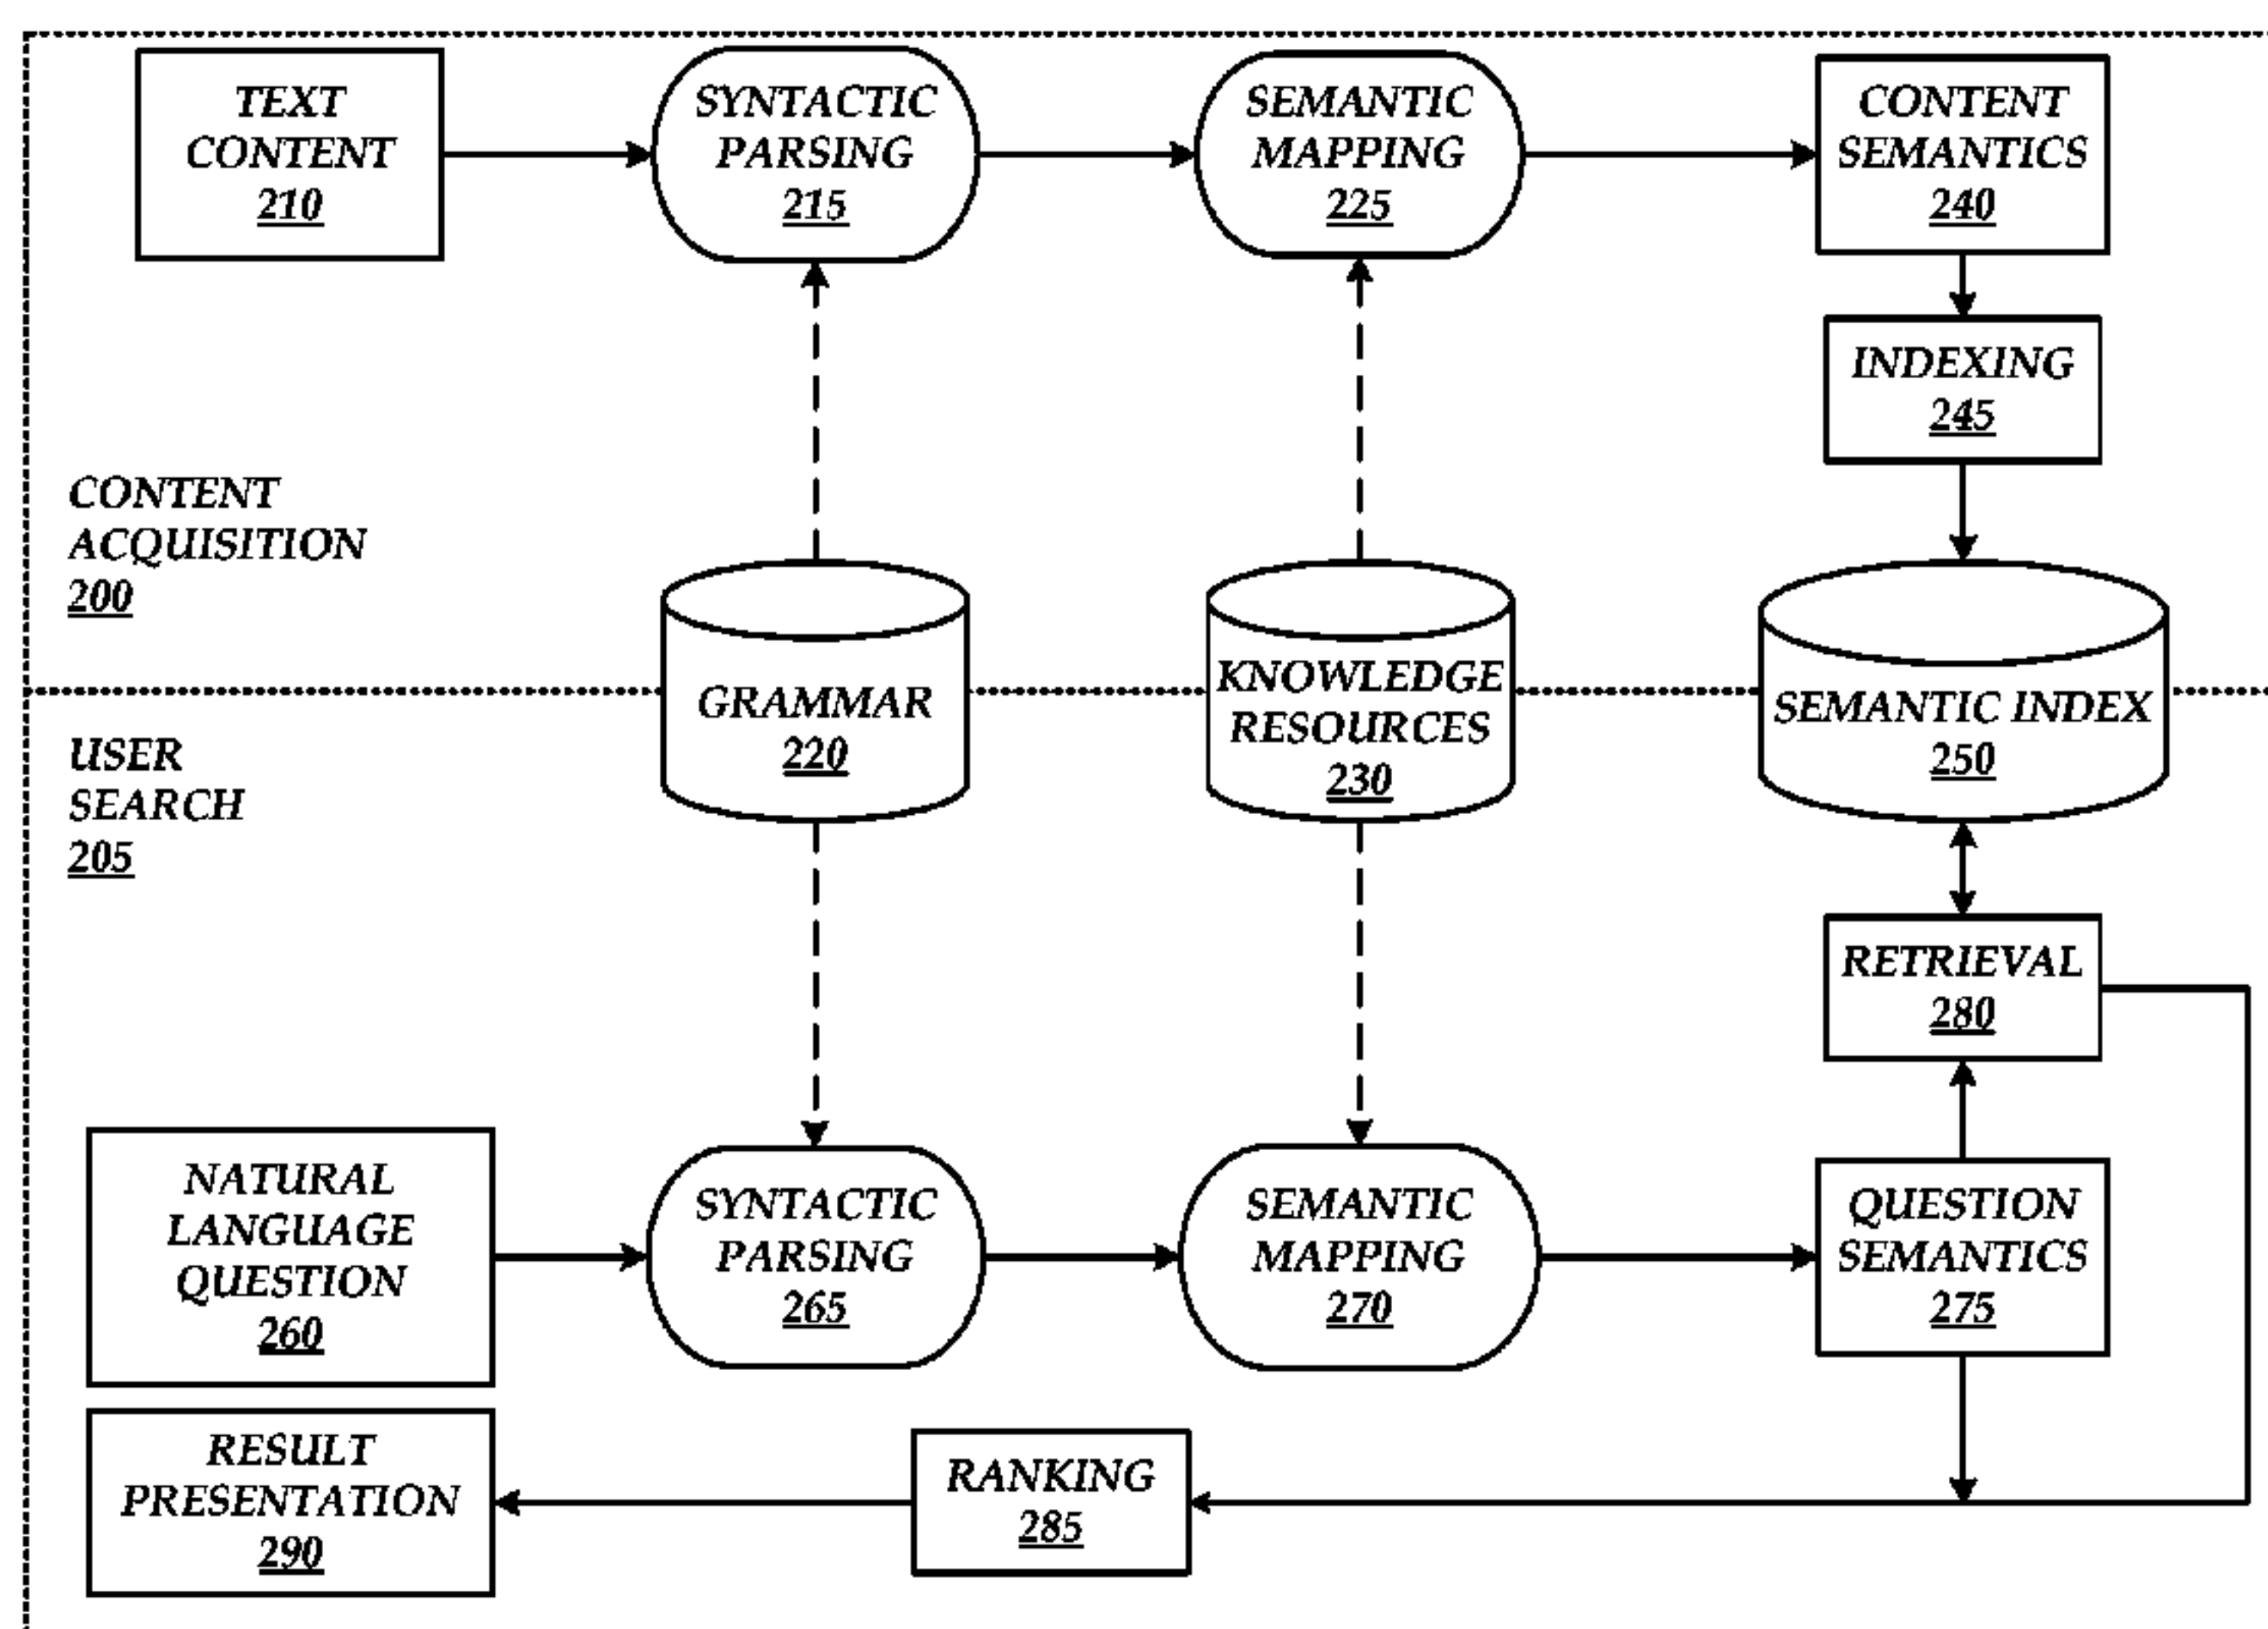 TEXT
CONTENT
210
SYNTACTIC
PARSING
215
SEMANTIC
MAPPING
225
CONTENT
SEMANTICS
240
INDEXING
245
CONTENT
ACQUISITION
200
GRAMMAR
220
KNOWLEDGE
RESOURCES
230
SEMANTIC INDEX
250
USER
SEARCH
205
RETRIEVAL
280
NATURAL
LANGUAGE
QUESTION
260
SYNTACTIC
PARSING
265
SEMANTIC
MAPPING
270
QUESTION
SEMANTICS
275
RESULT
PRESENTATION
290
RANKING
285